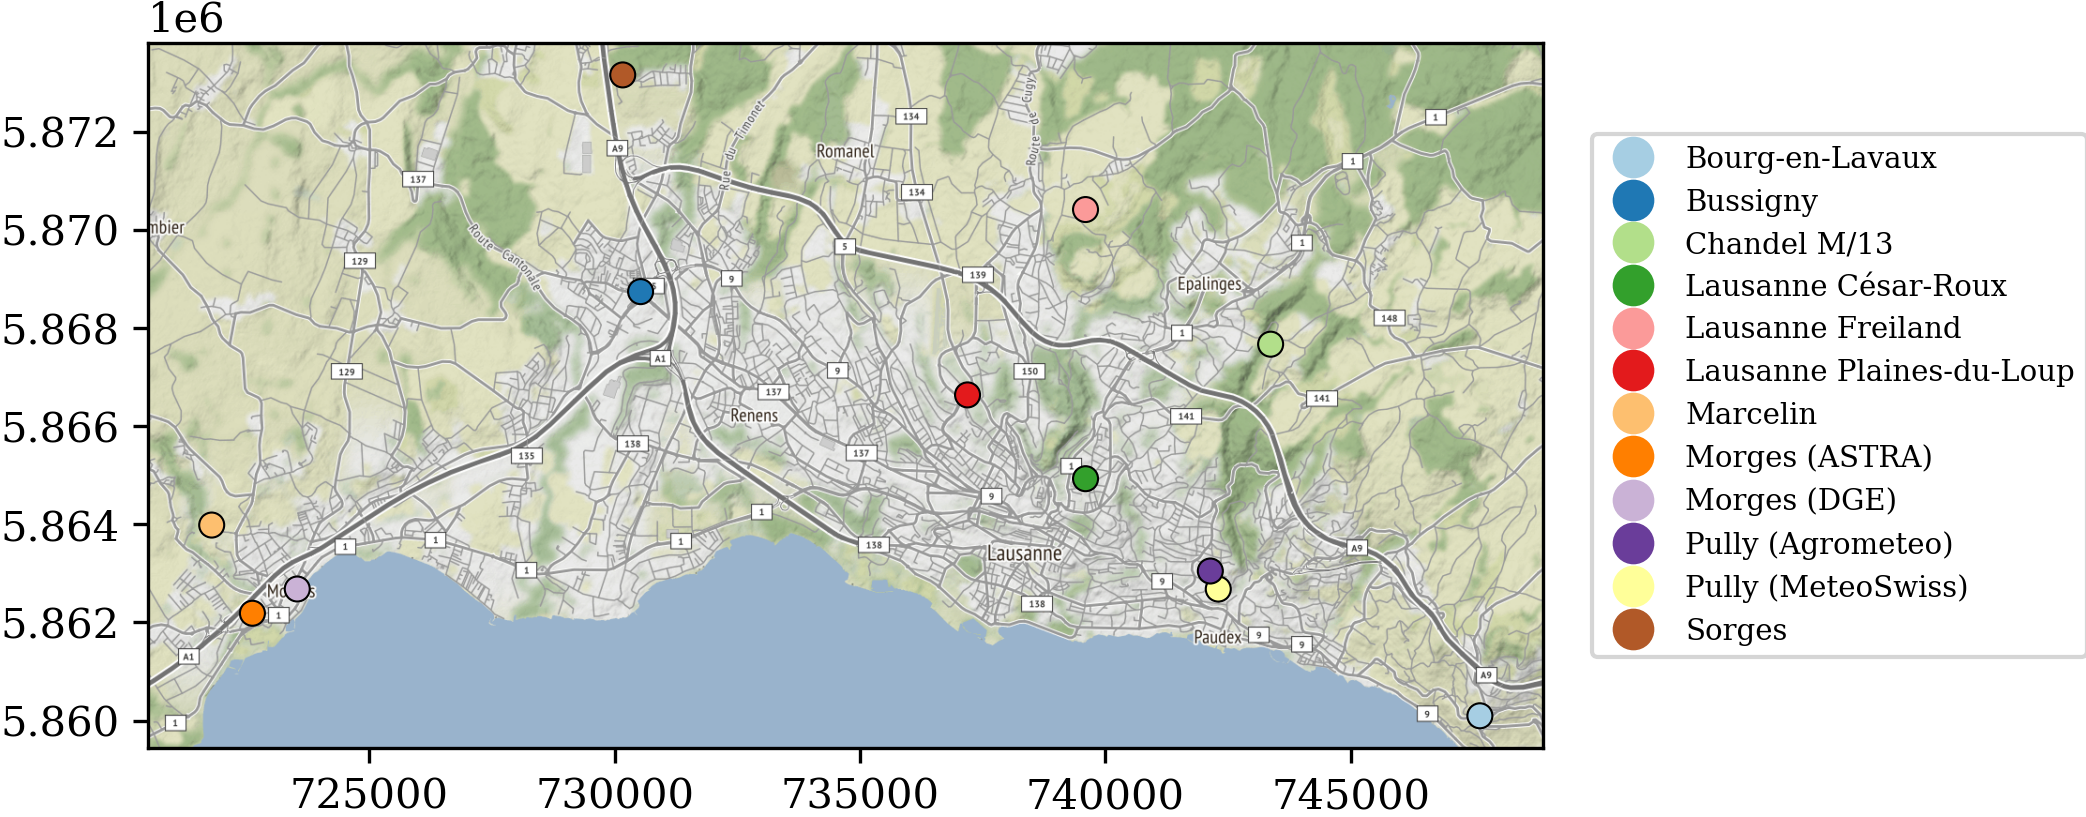 1e6
5.872
5.870
5.868
5.866
5.864
5.862
5.860
725000
730000
735000
740000
745000
A9
134
1
Romanel
Rue du Timonet
Route de Cugy
137
134
1
mbier
Route Cantonale
129
5
1
9
139
Epalinges
148
1
A1
129
9
150
137
141
Renens
141
138
135
137
1
9
1
1
1
1
138
Lausanne
A9
1
9
138
1
Paudex
9
9
A1
A9
1
9
Bourg-en-Lavaux
Bussigny
Chandel M/13
Lausanne César-Roux
Lausanne Freiland
Lausanne Plaines-du-Loup
Marcelin
Morges (ASTRA)
Morges (DGE)
Pully (Agrometeo)
Pully (MeteoSwiss)
Sorges